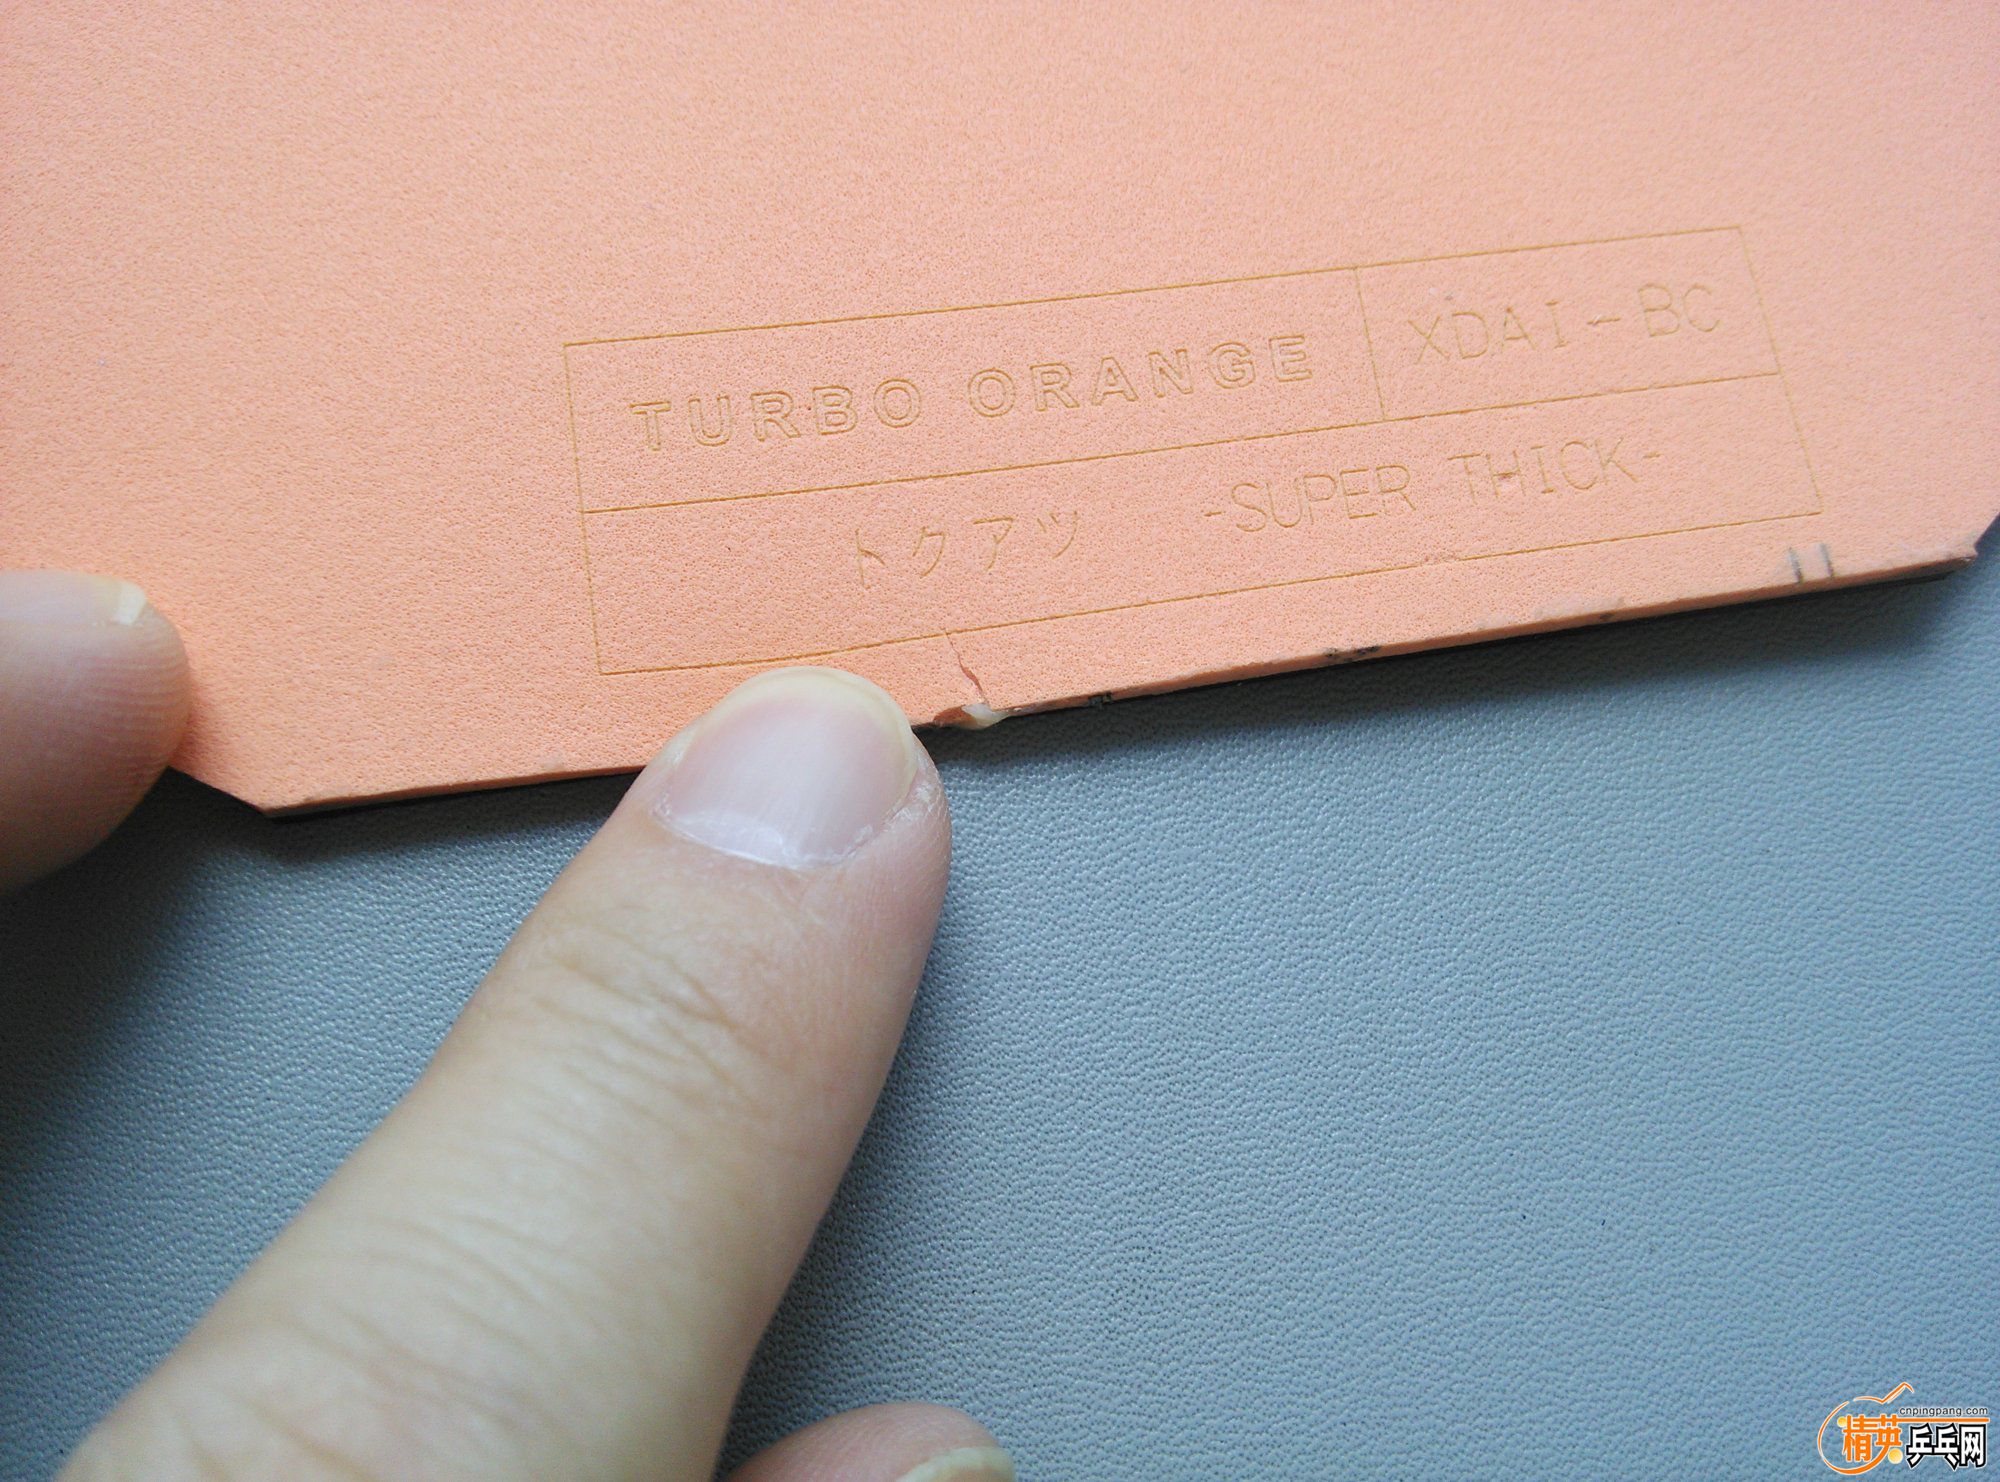 TURBO ORANGE XDAI-BC
トクアツ -SUPER THICK-
cnpingpang.com
精英乒乓网